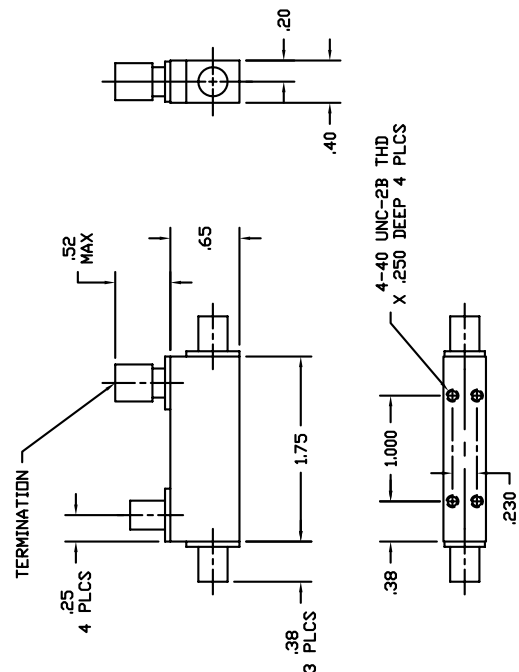 .20
.40
.52
MAX
.65
4-40 UNC-2B THD
X .250 DEEP 4 PLCS
TERMINATION
1.75
1.000
.25
4 PLCS
.38
3 PLCS
.38
.230